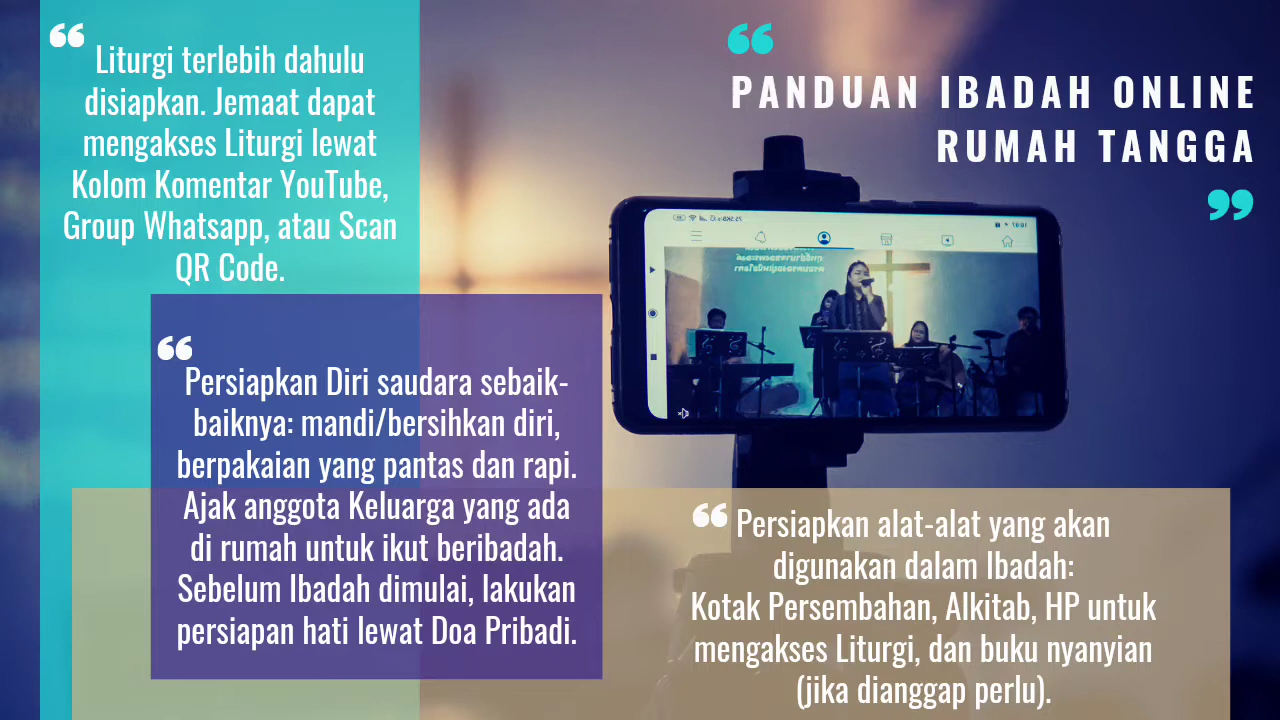 PANDUAN IBADAH ONLINE
RUMAH TANGGA
Liturgi terlebih dahulu
disiapkan. Jemaat dapat
mengakses Liturgi lewat
Kolom Komentar YouTube,
Group Whatsapp, atau Scan
QR Code.
Persiapkan Diri saudara sebaik-
baiknya: mandi/bersihkan diri,
berpakaian yang pantas dan rapi.
Ajak anggota Keluarga yang ada
di rumah untuk ikut beribadah.
Sebelum Ibadah dimulai, lakukan
persiapan hati lewat Doa Pribadi.
Persiapkan alat-alat yang akan
digunakan dalam Ibadah:
Kotak Persembahan, Alkitab, HP untuk
mengakses Liturgi, dan buku nyanyian
(jika dianggap perlu).